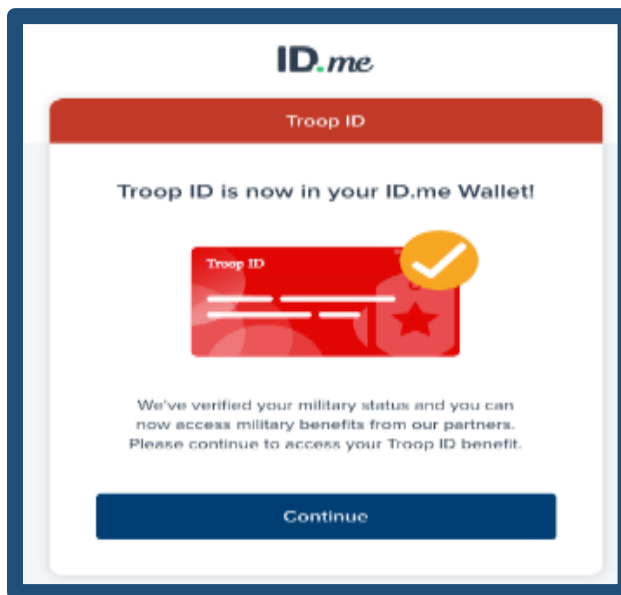 ID.me
Troop ID
Troop ID is now in your ID.me Wallet!
Troop ID
We've verified your military status and you can
now access military benefits from our partners.
Please continue to access your Troop ID benefit.
Continue